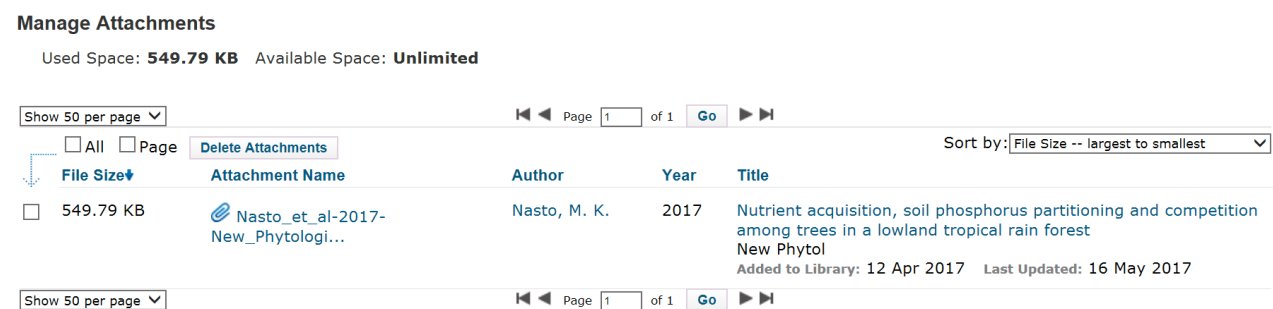 Manage Attachments
Used Space: 549.79 KB Available Space: Unlimited
Show 50 per page Page 1 of 1 Go
All Page Delete Attachments Sort by: File Size -- largest to smallest
File Size Attachment Name Author Year Title
549.79 KB Nasto_et_al-2017- Nasto, M. K. 2017 Nutrient acquisition, soil phosphorus partitioning and competition
New_Phytologi... among trees in a lowland tropical rain forest
New Phytol
Added to Library: 12 Apr 2017 Last Updated: 16 May 2017
Show 50 per page Page 1 of 1 Go